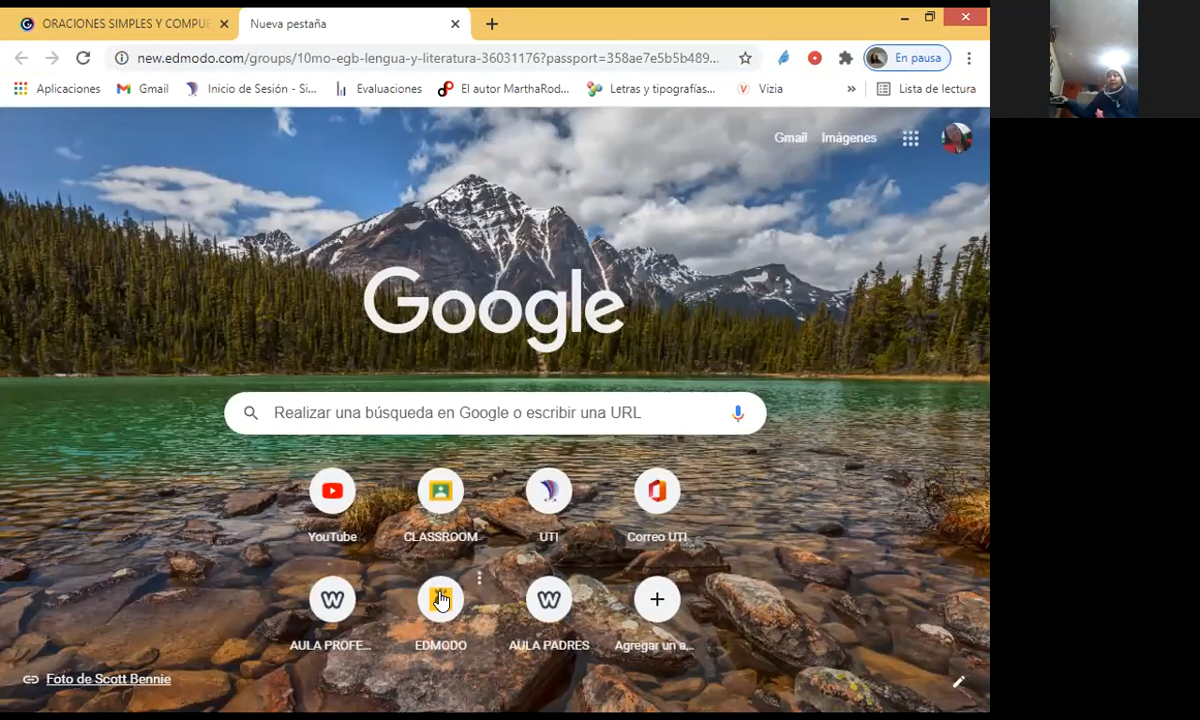 ORACIONES SIMPLES Y COMPUE
Nueva pestaña
new.edmodo.com/groups/10mo-egb-lengua-y-literatura-36031176?passport=358ae7e5b5b489...
En pausa
Aplicaciones
Gmail
Inicio de Sesión - Si...
Evaluaciones
El autor MarthaRod...
Letras y tipografías...
Vizia
»
Lista de lectura
Gmail
Imágenes
Google
Realizar una búsqueda en Google o escribir una URL
YouTube
CLASSROOM
UTI
Correo UTI
AULA PROFE...
EDMODO
AULA PADRES
Agregar un a...
Foto de Scott Bennie